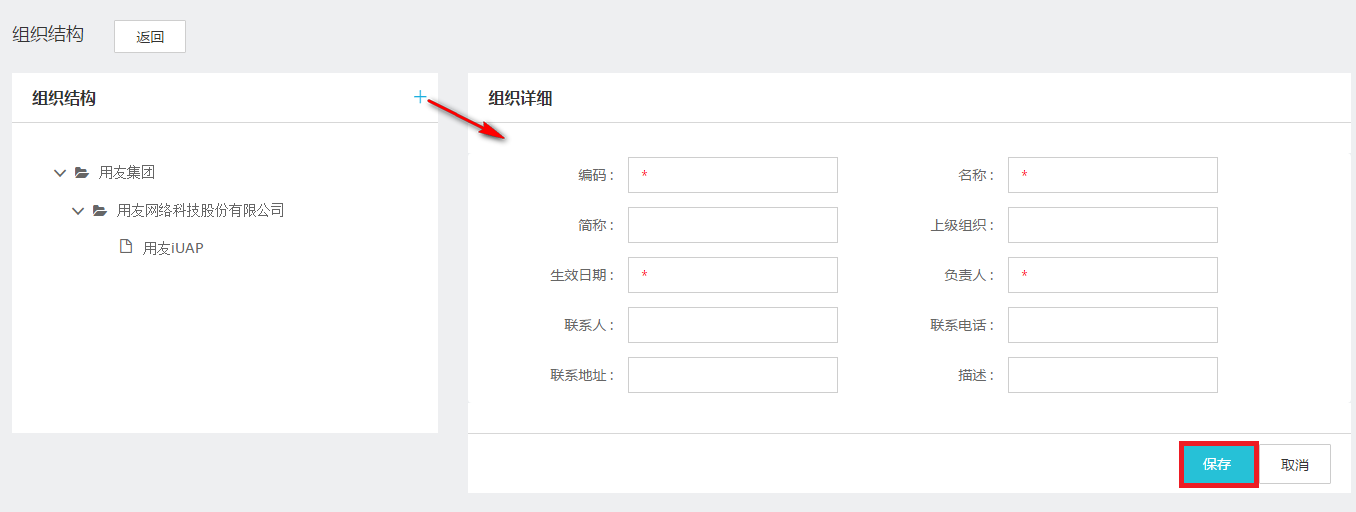 组织结构 返回
组织结构 +
用友集团
用友网络科技股份有限公司
用友iUAP
组织详细
编码: * 名称: *
简称: 上级组织:
生效日期: * 负责人: *
联系人: 联系电话:
联系地址: 描述:
保存 取消